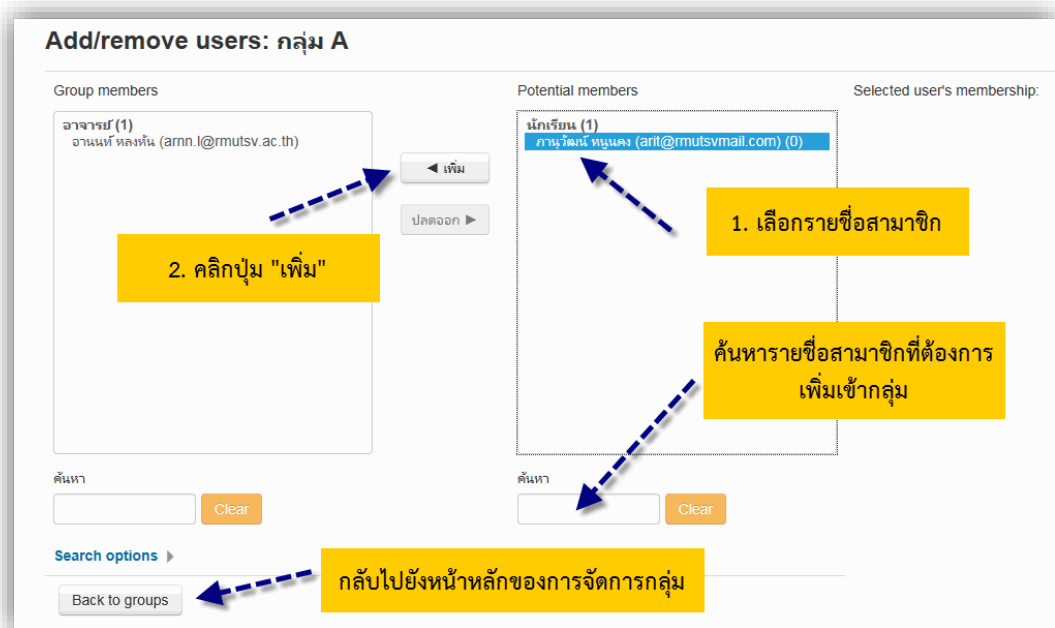 Add/remove users: กลุ่ม A
Group members
Potential members
Selected user's membership:
อาจารย์ (1)
อานนท์ หลงหัน (arnn.l@rmutsv.ac.th)
นักเรียน (1)
ภานุวัฒน์ หนูนคง (arit@rmutsvmail.com) (0)
◄ เพิ่ม
ปลดออก ►
1. เลือกรายชื่อสามาชิก
2. คลิกปุ่ม "เพิ่ม"
ค้นหารายชื่อสามาชิกที่ต้องการ
เพิ่มเข้ากลุ่ม
ค้นหา
Clear
ค้นหา
Clear
Search options
กลับไปยังหน้าหลักของการจัดการกลุ่ม
Back to groups